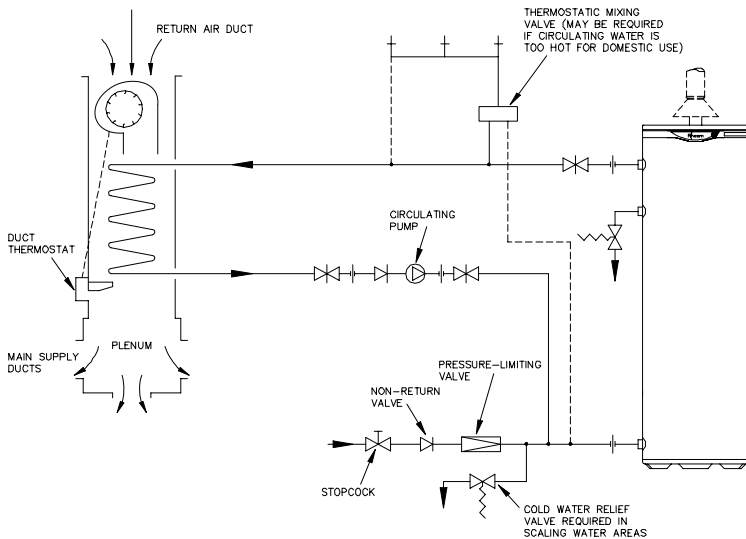 THERMOSTATIC MIXING
VALVE (MAY BE REQUIRED
IF CIRCULATING WATER IS
TOO HOT FOR DOMESTIC USE)
RETURN AIR DUCT
Rheem
CIRCULATING
PUMP
DUCT
THERMOSTAT
PLENUM
MAIN SUPPLY
DUCTS
PRESSURE-LIMITING
VALVE
NON-RETURN
VALVE
STOPCOCK
COLD WATER RELIEF
VALVE REQUIRED IN
SCALING WATER AREAS